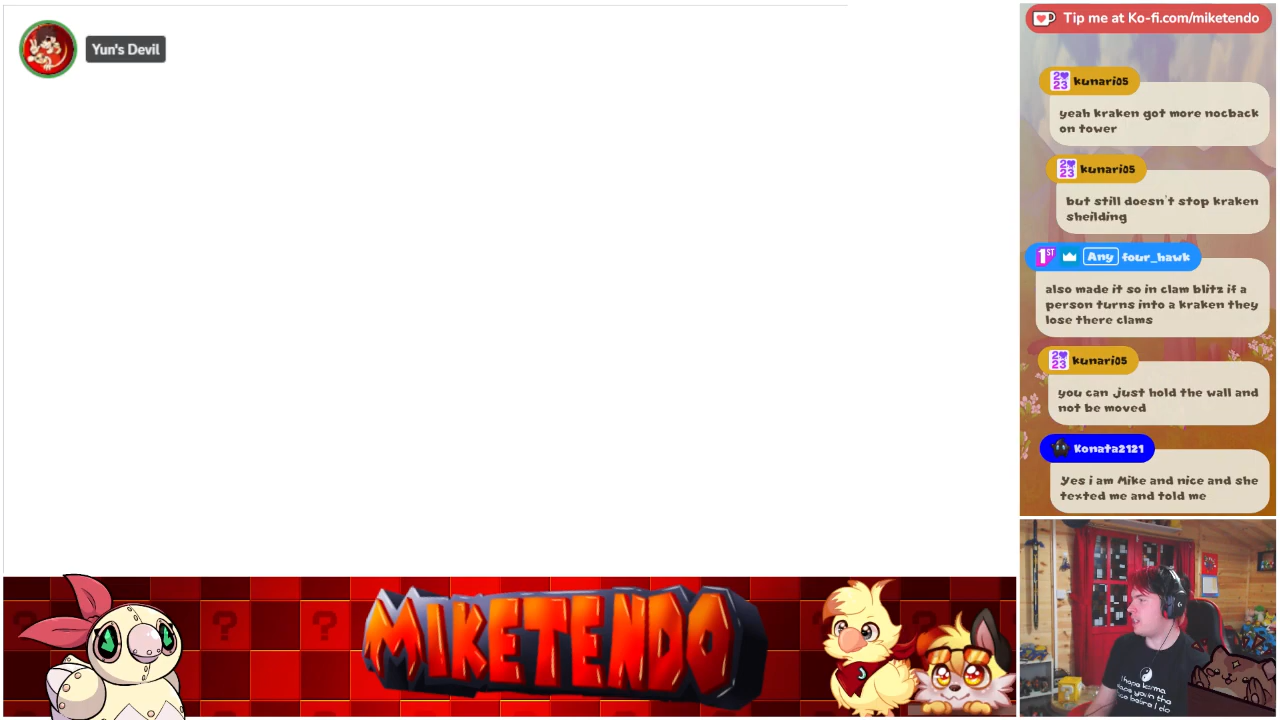 Yun's Devil
Tip me at Ko-fi.com/miketendo
kunari05
yeah kraken got more nocback
on tower
kunari05
but still doesn't stop kraken
sheilding
1ST Any four_hawk
also made it so in clam blitz if a
person turns into a kraken they
lose there clams
kunari05
you can just hold the wall and
not be moved
Konata2121
Yes i am Mike and nice and she
texted me and told me
MIKETENDO